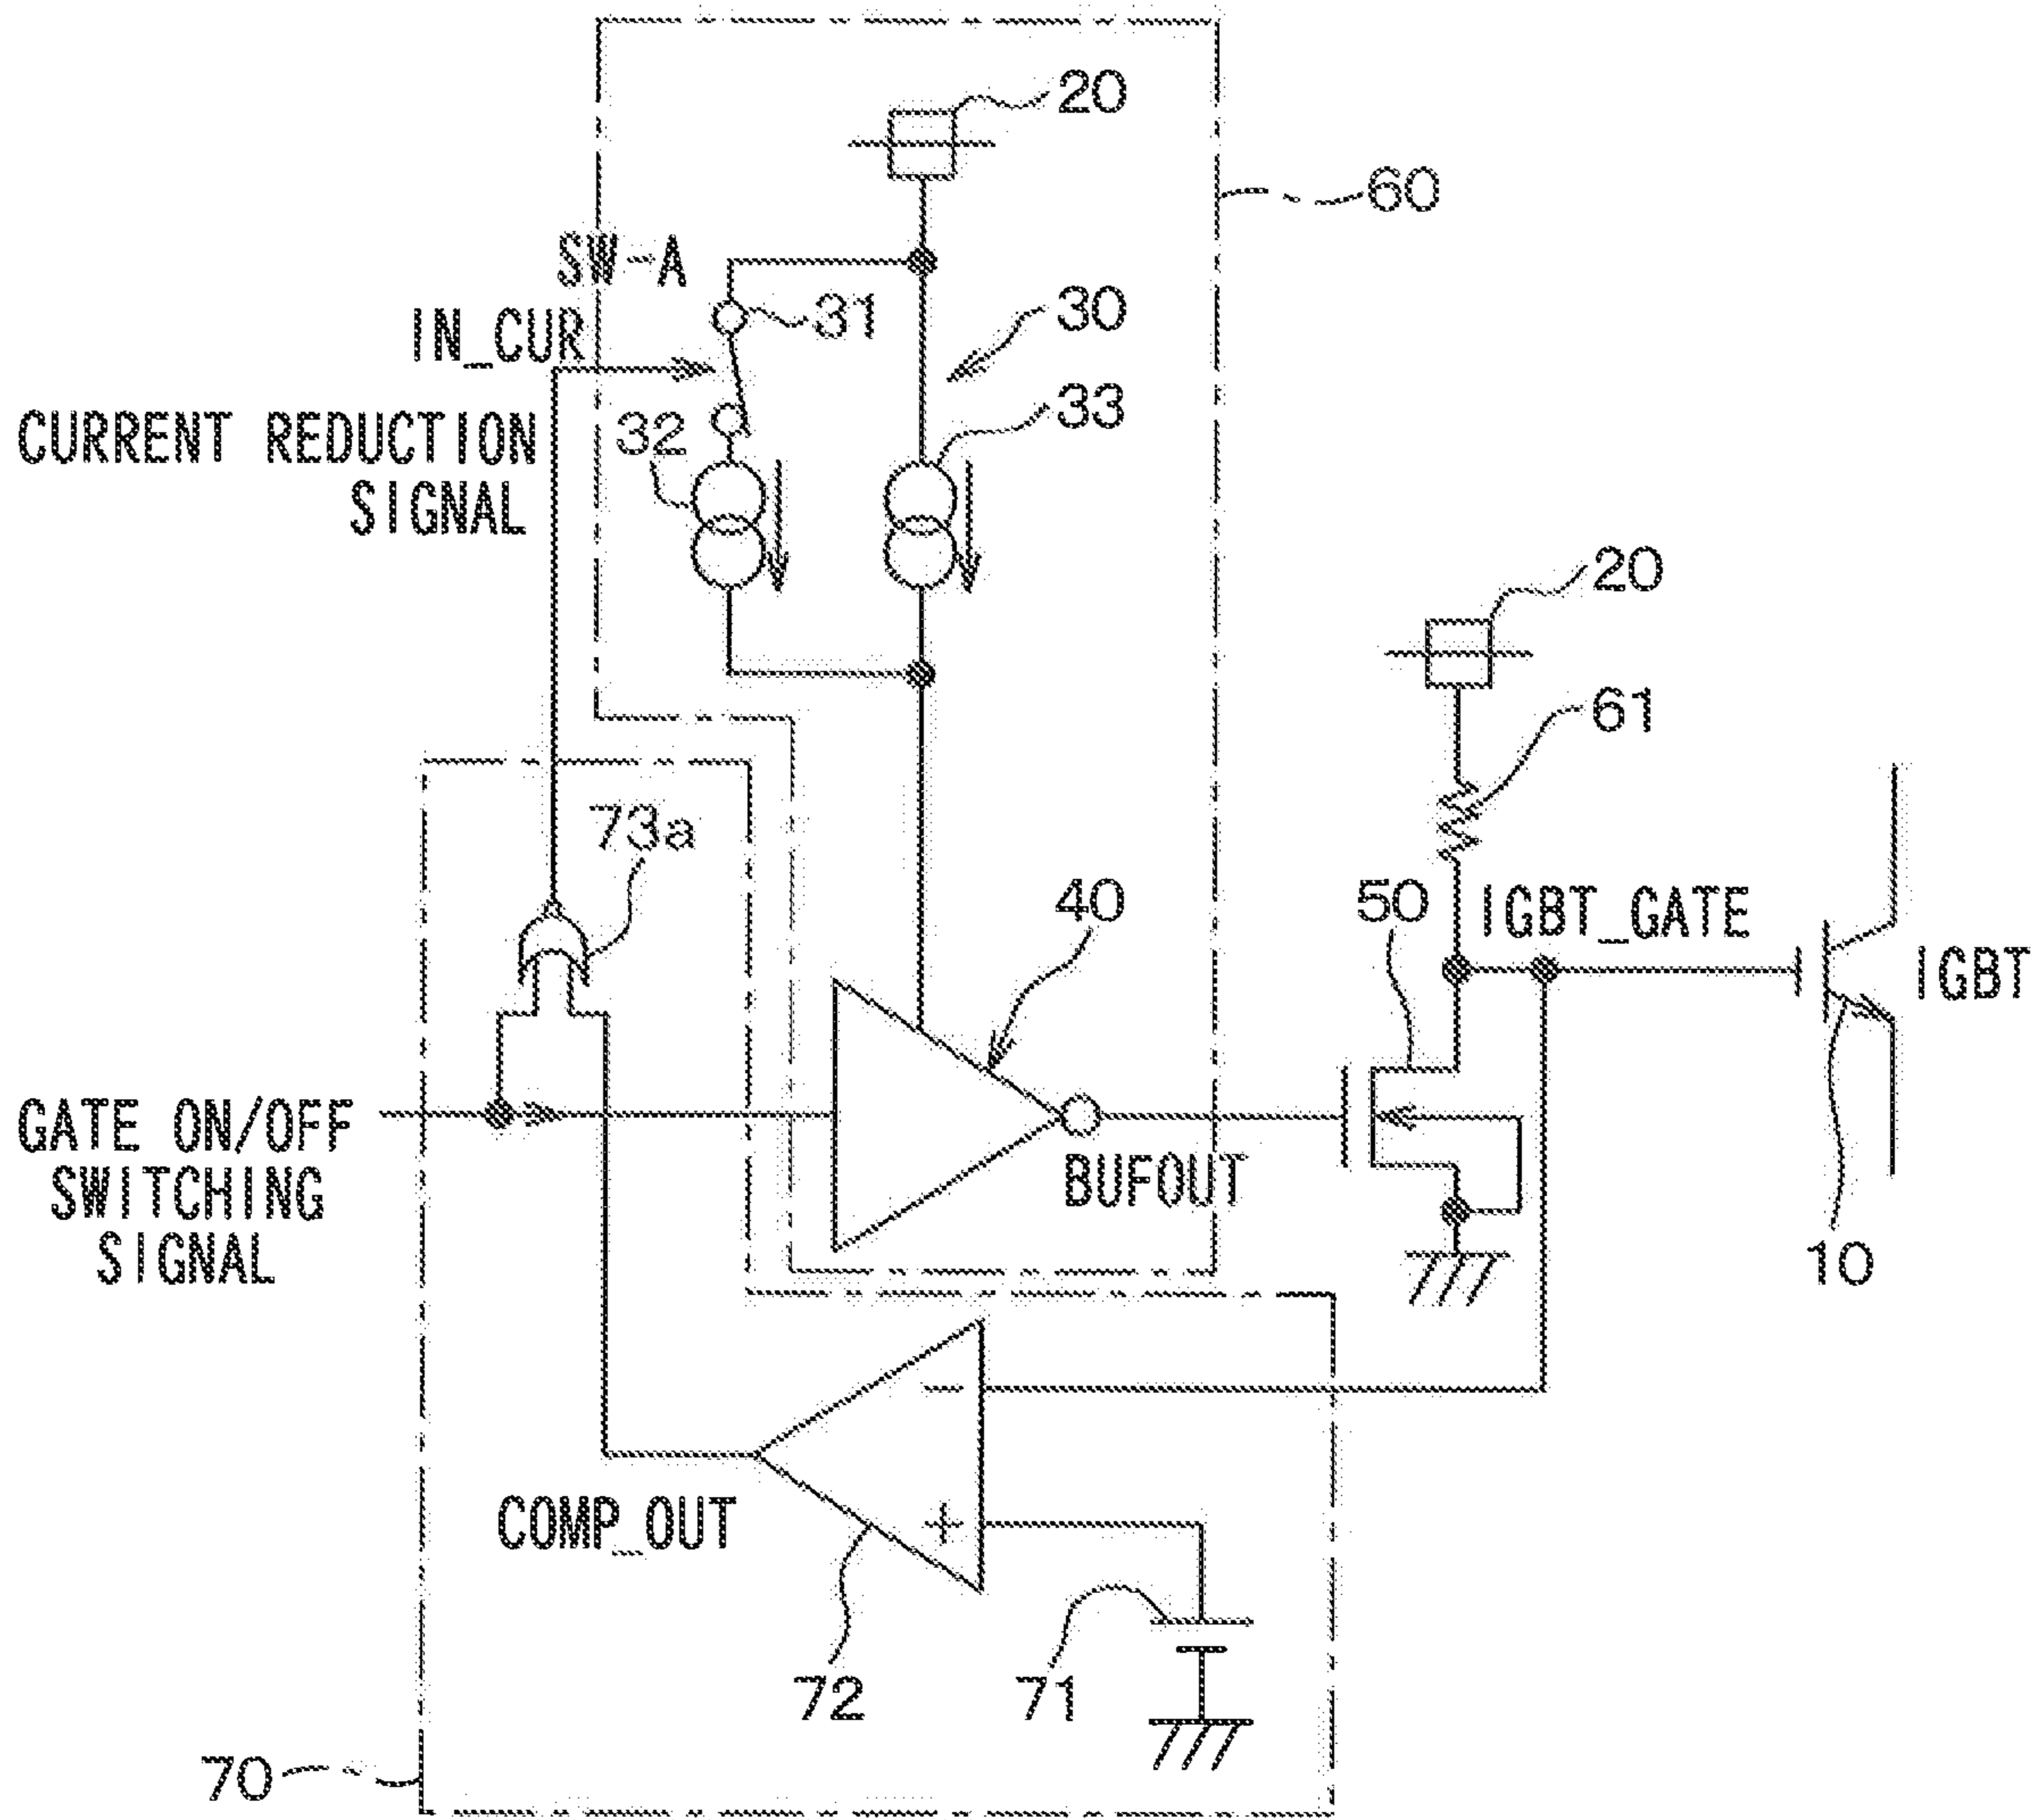 20
60
SW-A
31
30
IN_CUR
33
CURRENT REDUCTION
SIGNAL
32
20
61
73a
40
50
IGBT_GATE
IGBT
GATE ON/OFF
SWITCHING
SIGNAL
BUFOUT
10
COMP_OUT
72
71
70